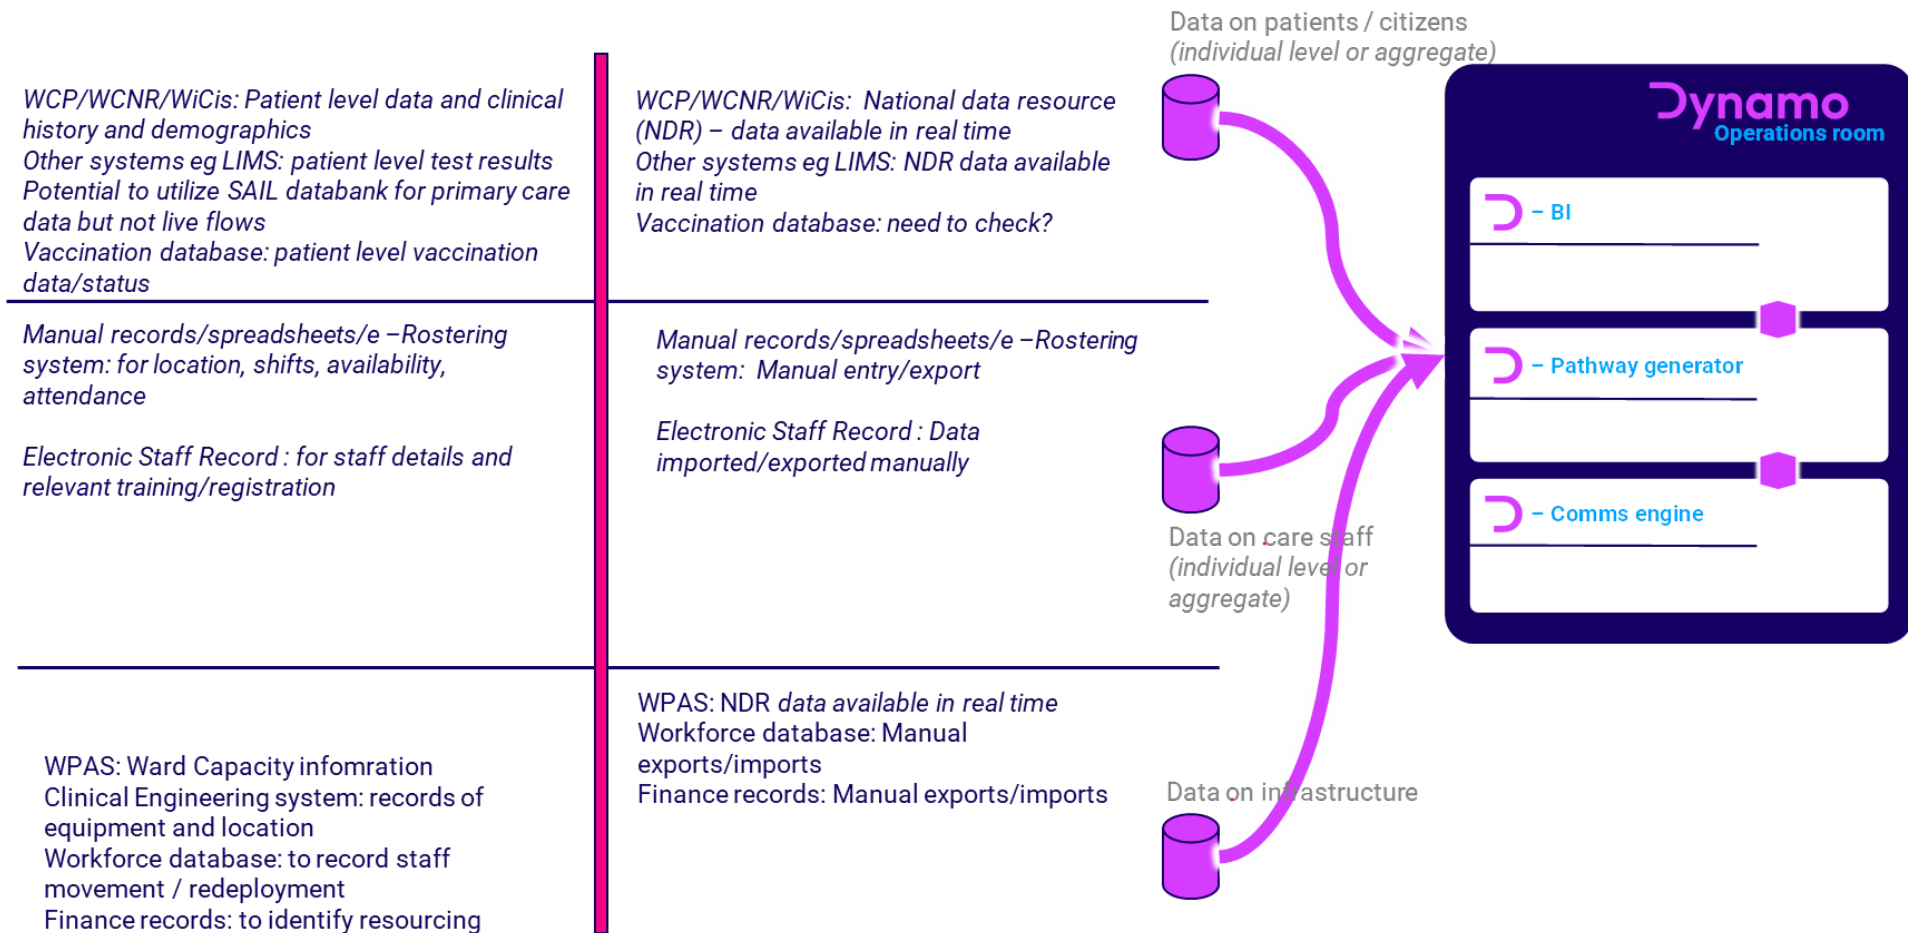 Data on patients / citizens
(individual level or aggregate)
WCP/WCNR/WiCis: Patient level data and clinical
history and demographics
Other systems eg LIMS: patient level test results
Potential to utilize SAIL databank for primary care
data but not live flows
Vaccination database: patient level vaccination
data/status
WCP/WCNR/WiCis: National data resource
(NDR) – data available in real time
Other systems eg LIMS: NDR data available
in real time
Vaccination database: need to check?
Manual records/spreadsheets/e –Rostering
system: for location, shifts, availability,
attendance
Electronic Staff Record : for staff details and
relevant training/registration
Manual records/spreadsheets/e –Rostering
system: Manual entry/export
Electronic Staff Record : Data
imported/exported manually
Data on care staff
(individual level or
aggregate)
WPAS: Ward Capacity infomration
Clinical Engineering system: records of
equipment and location
Workforce database: to record staff
movement / redeployment
Finance records: to identify resourcing
WPAS: NDR data available in real time
Workforce database: Manual
exports/imports
Finance records: Manual exports/imports
Data on infrastructure
Dynamo
Operations room
D – BI
D – Pathway generator
D – Comms engine